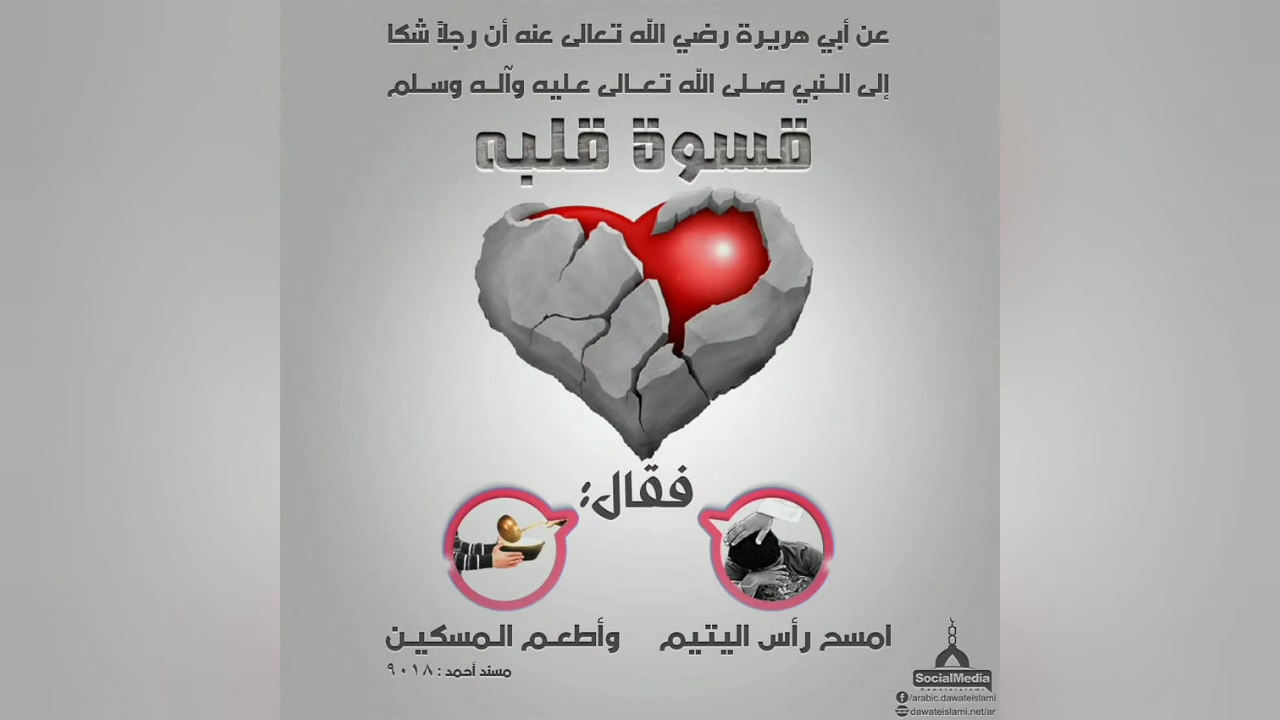 عن أبي هريرة رضي الله تعالى عنه أن رجلاً شكا
إلى النبي صلى الله تعالى عليه وآله وسلم
قسوة قلبه
فقال:
امسح رأس اليتيم وأطعم المسكين
مسند أحمد : ٩٠١٨
SocialMedia
Dawateislami
/arabic.dawateislami
dawateislami.net/ar